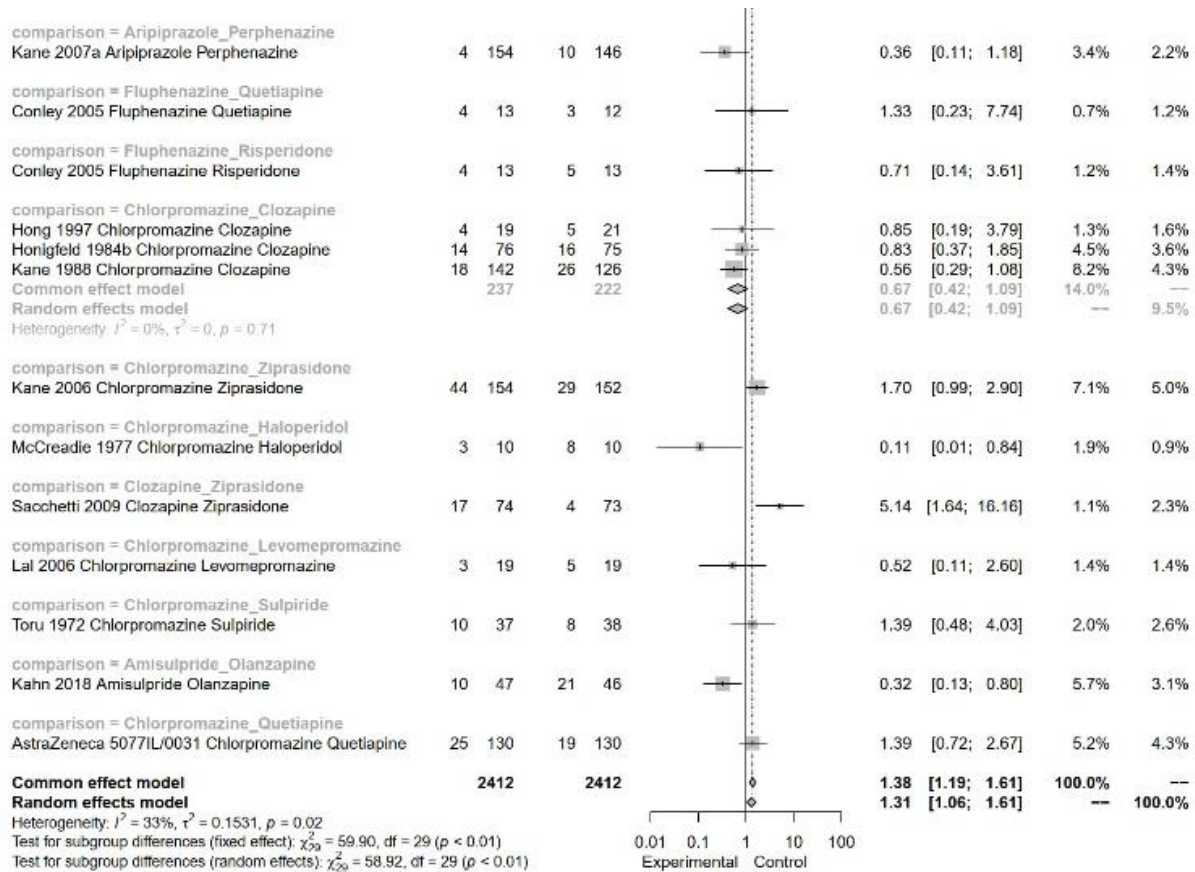 comparison = Aripiprazole_Perphenazine
Kane 2007a Aripiprazole Perphenazine 4 154 10 146 0.36 [0.11; 1.18] 3.4% 2.2%
comparison = Fluphenazine_Quetiapine
Conley 2005 Fluphenazine Quetiapine 4 13 3 12 1.33 [0.23; 7.74] 0.7% 1.2%
comparison = Fluphenazine_Risperidone
Conley 2005 Fluphenazine Risperidone 4 13 5 13 0.71 [0.14; 3.61] 1.2% 1.4%
comparison = Chlorpromazine_Clozapine
Hong 1997 Chlorpromazine Clozapine 4 19 5 21 0.85 [0.19; 3.79] 1.3% 1.6%
Honigfeld 1984b Chlorpromazine Clozapine 14 76 16 75 0.83 [0.37; 1.85] 4.5% 3.6%
Kane 1988 Chlorpromazine Clozapine 18 142 26 126 0.56 [0.29; 1.08] 8.2% 4.3%
Common effect model 237 222 0.67 [0.42; 1.09] 14.0% --
Random effects model 0.67 [0.42; 1.09] -- 9.5%
Heterogeneity: I² = 0%, τ² = 0, p = 0.71
comparison = Chlorpromazine_Ziprasidone
Kane 2006 Chlorpromazine Ziprasidone 44 154 29 152 1.70 [0.99; 2.90] 7.1% 5.0%
comparison = Chlorpromazine_Haloperidol
McCreadie 1977 Chlorpromazine Haloperidol 3 10 8 10 0.11 [0.01; 0.84] 1.9% 0.9%
comparison = Clozapine_Ziprasidone
Sacchetti 2009 Clozapine Ziprasidone 17 74 4 73 5.14 [1.64; 16.16] 1.1% 2.3%
comparison = Chlorpromazine_Levomepromazine
Lal 2006 Chlorpromazine Levomepromazine 3 19 5 19 0.52 [0.11; 2.60] 1.4% 1.4%
comparison = Chlorpromazine_Sulpiride
Toru 1972 Chlorpromazine Sulpiride 10 37 8 38 1.39 [0.48; 4.03] 2.0% 2.6%
comparison = Amisulpride_Olanzapine
Kahn 2018 Amisulpride Olanzapine 10 47 21 46 0.32 [0.13; 0.80] 5.7% 3.1%
comparison = Chlorpromazine_Quetiapine
AstraZeneca 5077IL/0031 Chlorpromazine Quetiapine 25 130 19 130 1.39 [0.72; 2.67] 5.2% 4.3%
Common effect model 2412 2412 1.38 [1.19; 1.61] 100.0% --
Random effects model 1.31 [1.06; 1.61] -- 100.0%
Heterogeneity: I² = 33%, τ² = 0.1531, p = 0.02
Test for subgroup differences (fixed effect): χ²₂₉ = 59.90, df = 29 (p < 0.01)
Test for subgroup differences (random effects): χ²₂₉ = 58.92, df = 29 (p < 0.01)
0.01 0.1 1 10 100
Experimental Control